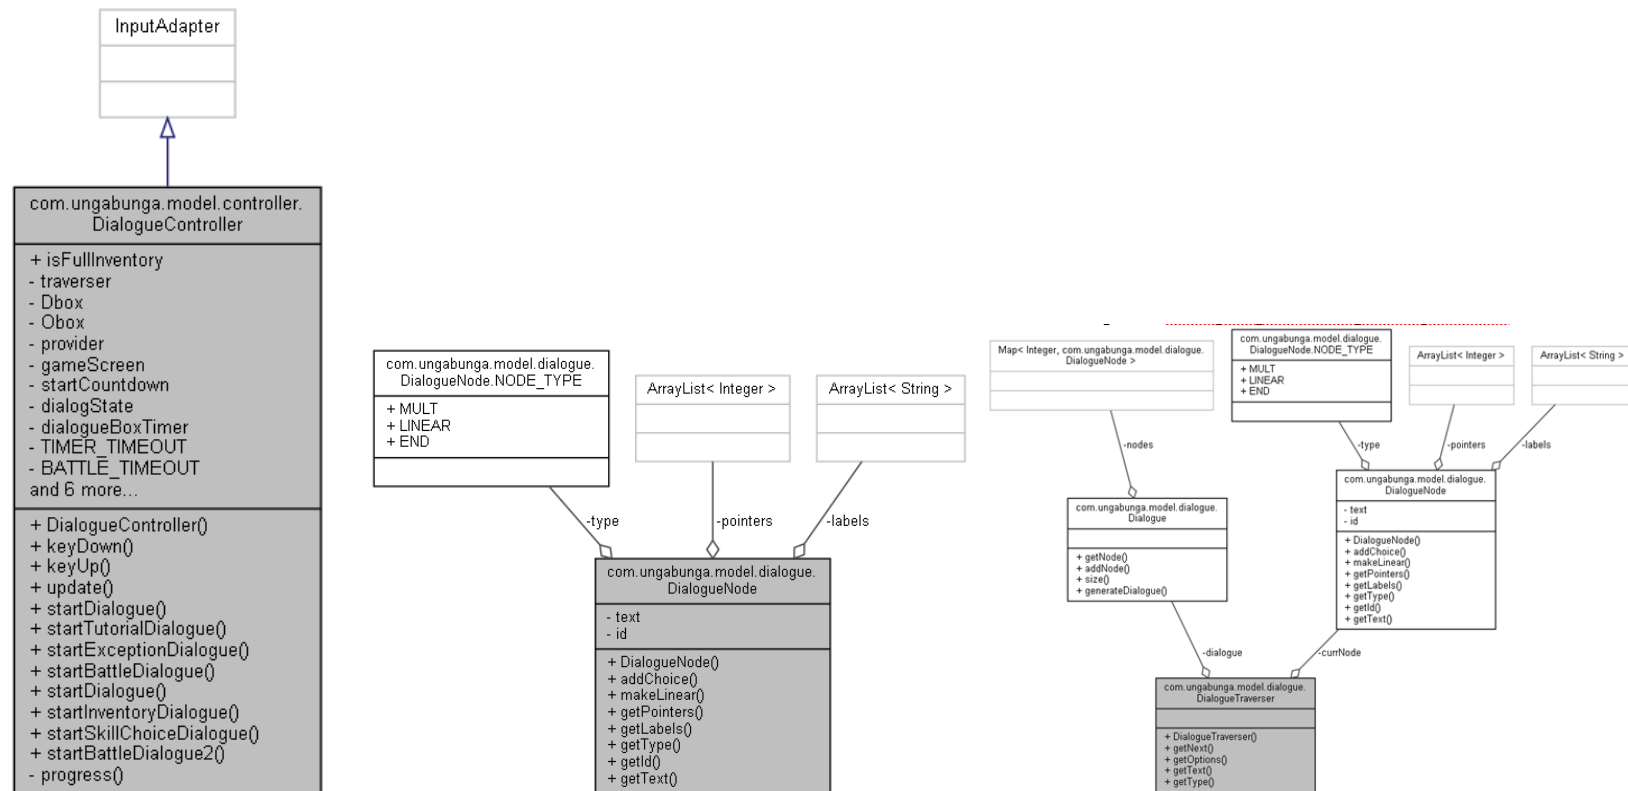 InputAdapter
com.ungabunga.model.controller.
DialogueController
+ isFullInventory
- traverser
- Dbox
- Obox
- provider
- gameScreen
- startCountdown
- dialogState
- dialogueBoxTimer
- TIMER_TIMEOUT
- BATTLE_TIMEOUT
and 6 more...
+ DialogueController()
+ keyDown()
+ keyUp()
+ update()
+ startDialogue()
+ startTutorialDialogue()
+ startExceptionDialogue()
+ startBattleDialogue()
+ startDialogue()
+ startInventoryDialogue()
+ startSkillChoiceDialogue()
+ startBattleDialogue2()
- progress()
com.ungabunga.model.dialogue.
DialogueNode.NODE_TYPE
+ MULT
+ LINEAR
+ END
ArrayList< Integer >
ArrayList< String >
-type
-pointers
-labels
com.ungabunga.model.dialogue.
DialogueNode
- text
- id
+ DialogueNode()
+ addChoice()
+ makeLinear()
+ getPointers()
+ getLabels()
+ getType()
+ getId()
+ getText()
Map< Integer, com.ungabunga.model.dialogue.
DialogueNode >
com.ungabunga.model.dialogue.
DialogueNode.NODE_TYPE
+ MULT
+ LINEAR
+ END
ArrayList< Integer >
ArrayList< String >
-nodes
-type
-pointers
-labels
com.ungabunga.model.dialogue.
Dialogue
+ getNode()
+ addNode()
+ size()
+ generateDialogue()
com.ungabunga.model.dialogue.
DialogueNode
- text
- id
+ DialogueNode()
+ addChoice()
+ makeLinear()
+ getPointers()
+ getLabels()
+ getType()
+ getId()
+ getText()
-dialogue
-currNode
com.ungabunga.model.dialogue.
DialogueTraverser
+ DialogueTraverser()
+ getNext()
+ getOptions()
+ getText()
+ getType()